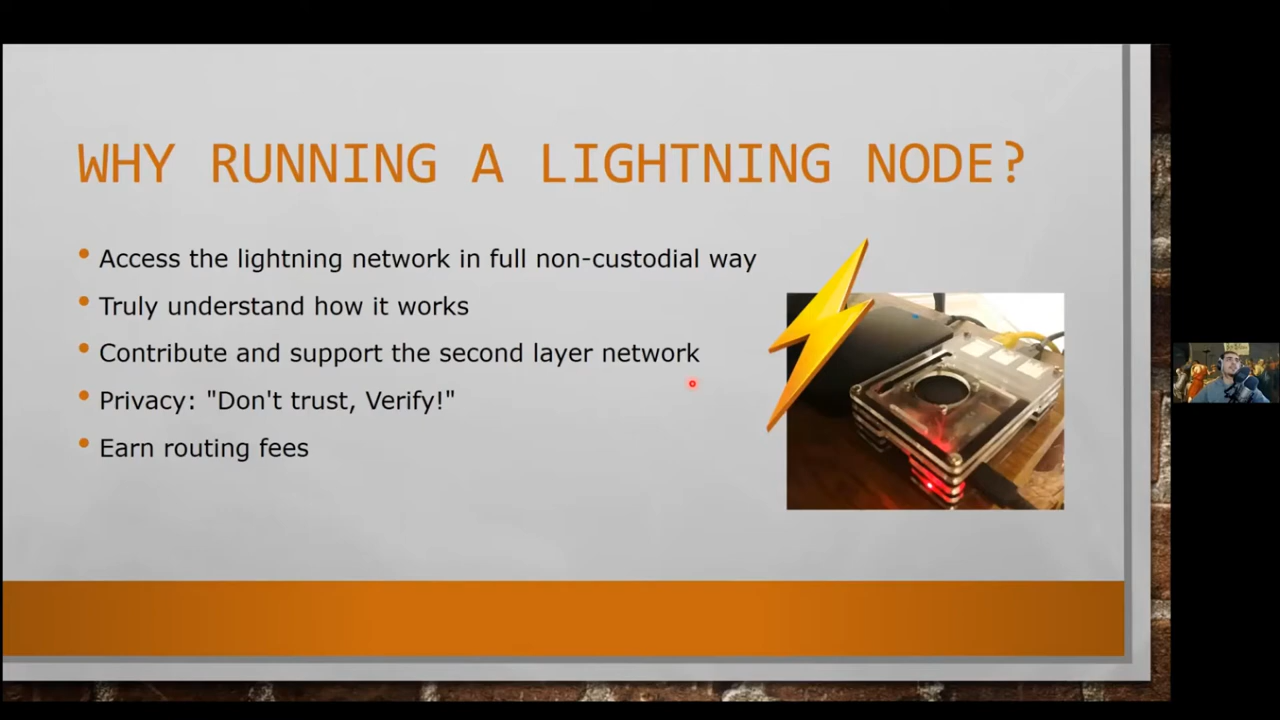 WHY RUNNING A LIGHTNING NODE?
• Access the lightning network in full non-custodial way
• Truly understand how it works
• Contribute and support the second layer network
• Privacy: "Don't trust, Verify!"
• Earn routing fees